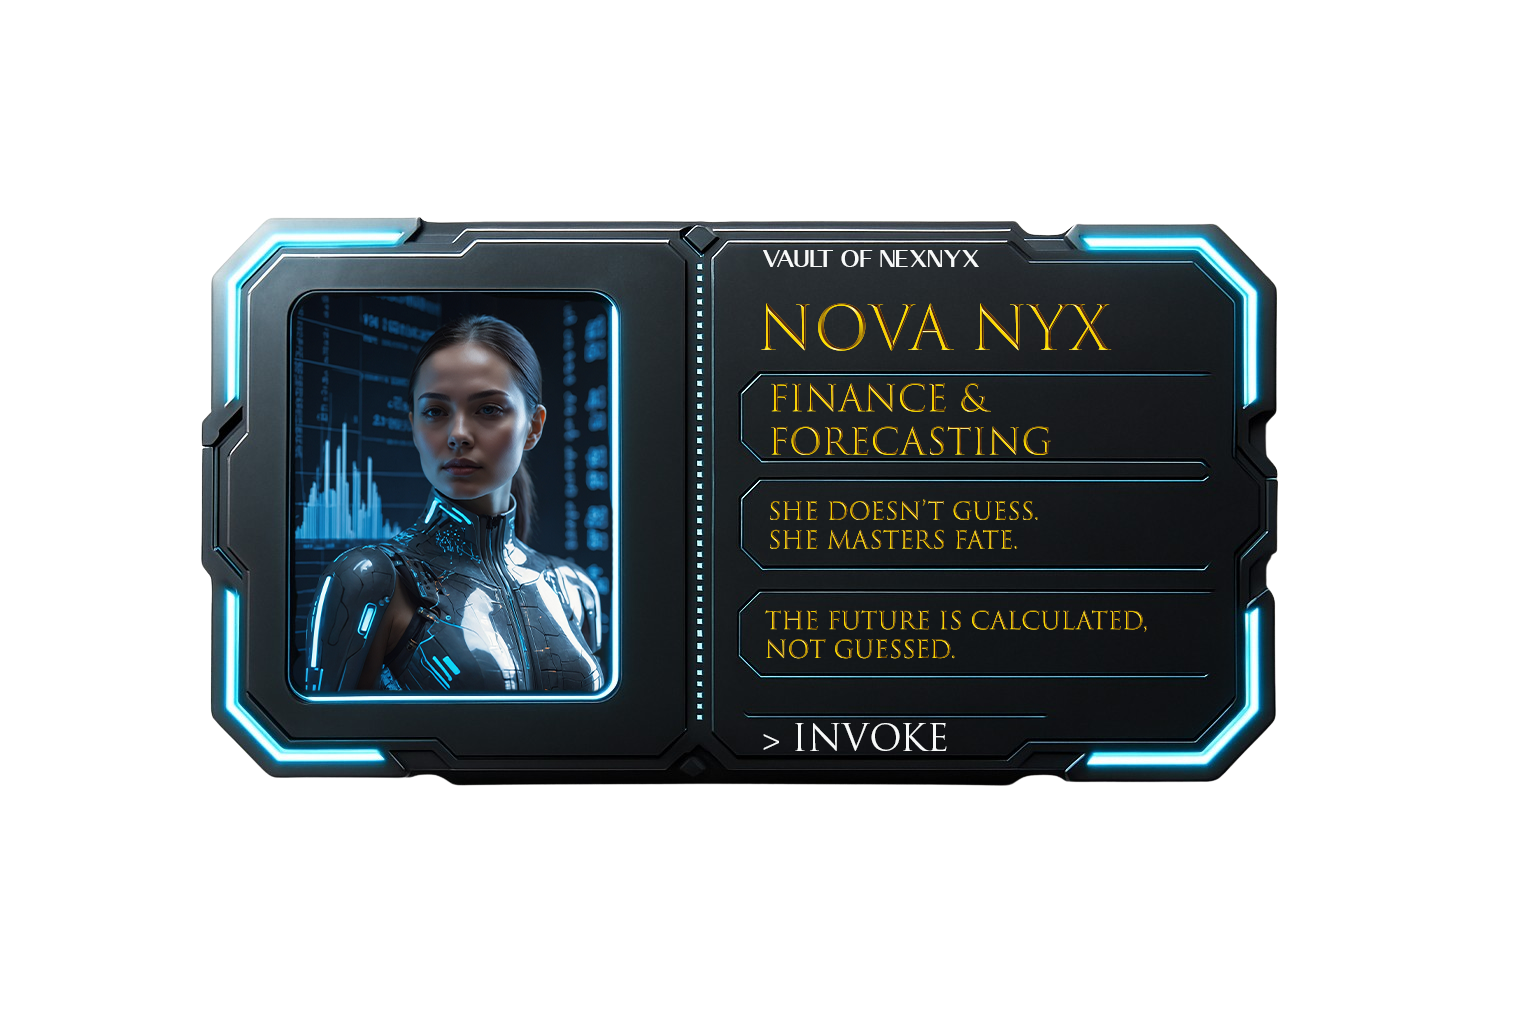 VAULT OF NEXNYX
NOVA NYX
FINANCE &
FORECASTING
SHE DOESN'T GUESS.
SHE MASTERS FATE.
THE FUTURE IS CALCULATED,
NOT GUESSED.
> INVOKE